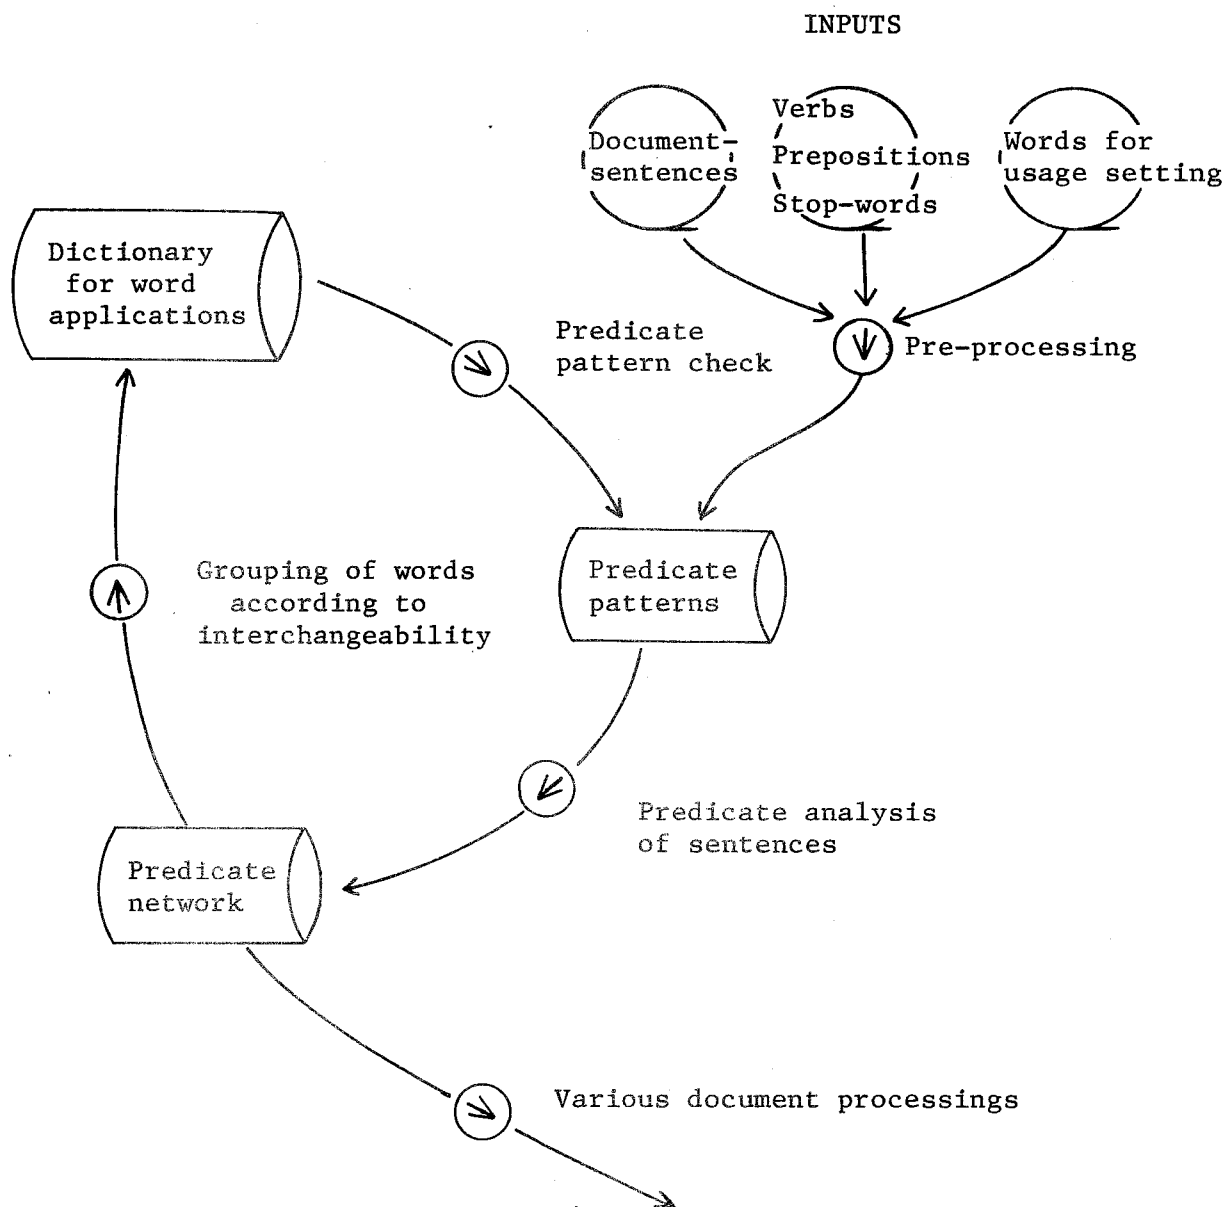 INPUTS
Document-
sentences
Verbs
Prepositions
Stop-words
Words for
usage setting
Dictionary
for word
applications
Predicate
pattern check
Pre-processing
Grouping of words
according to
interchangeability
Predicate
patterns
Predicate analysis
of sentences
Predicate
network
Various document processings